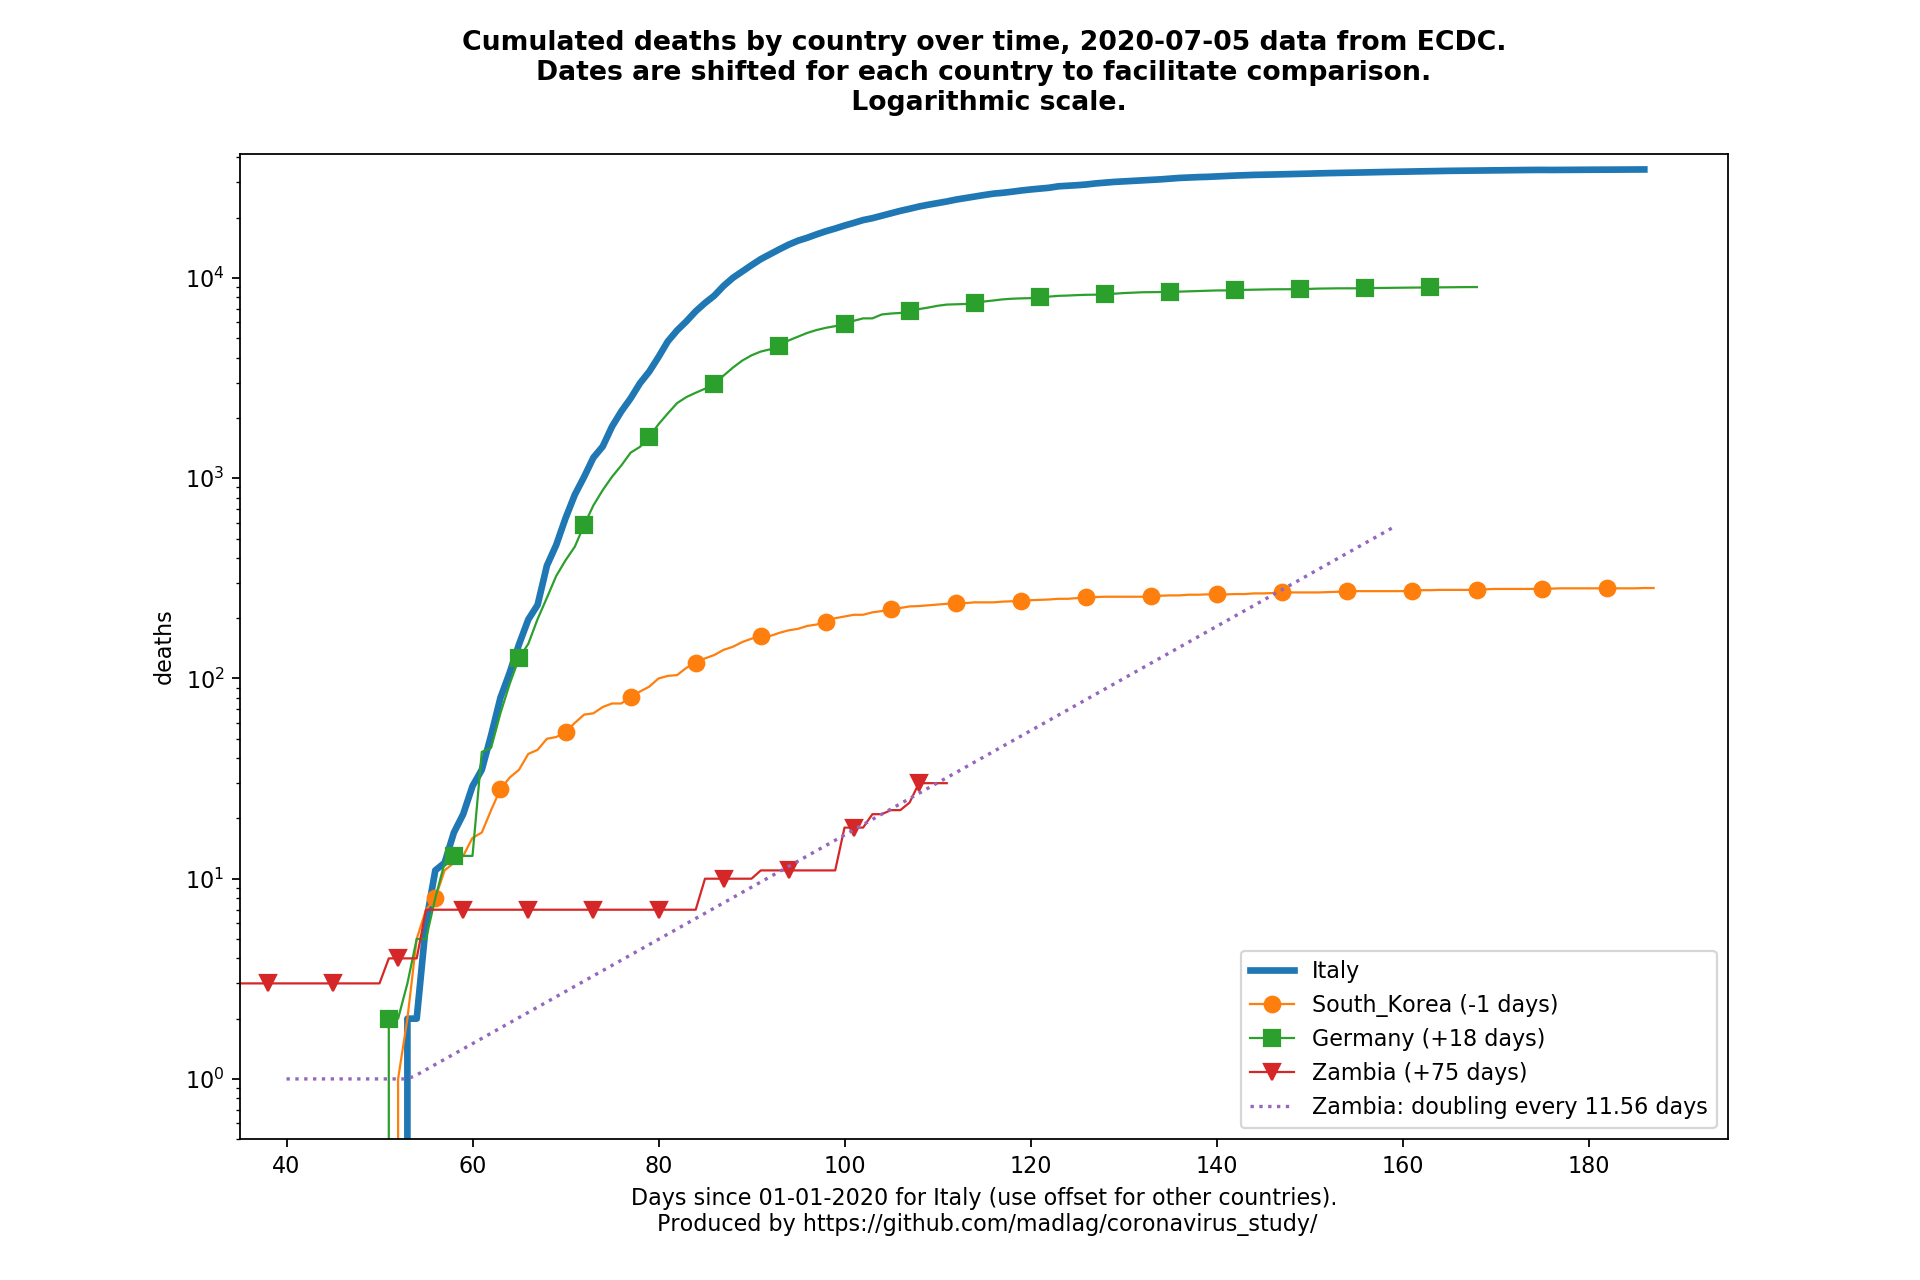 Cumulated deaths by country over time, 2020-07-05 data from ECDC.
Dates are shifted for each country to facilitate comparison.
Logarithmic scale.
deaths
10^4
10^3
10^2
10^1
10^0
40 60 80 100 120 140 160 180
Italy
South_Korea (-1 days)
Germany (+18 days)
Zambia (+75 days)
Zambia: doubling every 11.56 days
Days since 01-01-2020 for Italy (use offset for other countries).
Produced by https://github.com/madlag/coronavirus_study/